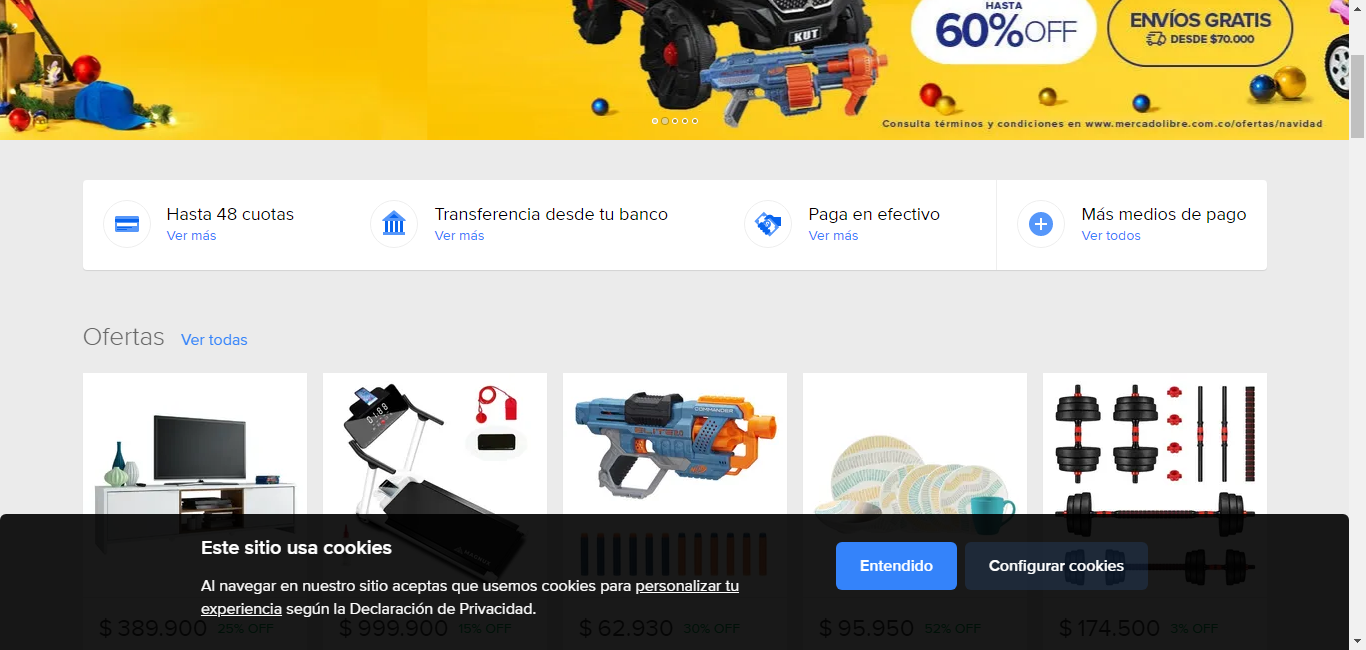 HASTA
60%OFF
ENVÍOS GRATIS
DESDE $70.000
KUT
Consulta términos y condiciones en www.mercadolibre.com.co/ofertas/navidad
Hasta 48 cuotas
Ver más
Transferencia desde tu banco
Ver más
Paga en efectivo
Ver más
Más medios de pago
Ver todos
Ofertas Ver todas
COMMANDER
NERF
Este sitio usa cookies
Al navegar en nuestro sitio aceptas que usemos cookies para personalizar tu
experiencia según la Declaración de Privacidad.
Entendido
Configurar cookies
$ 389.900 25% OFF
$ 999.900 15% OFF
$ 62.930 30% OFF
$ 95.950 52% OFF
$ 174.500 3% OFF